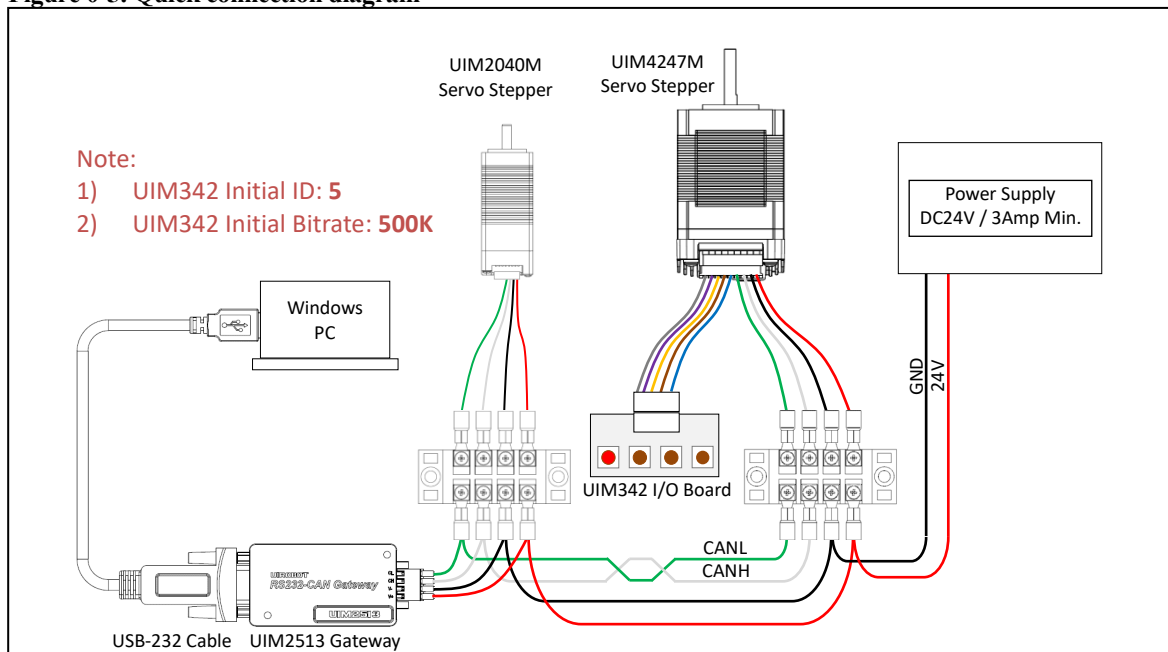 Figure 0-3: Quick connection diagram
UIM2040M
Servo Stepper
UIM4247M
Servo Stepper
Note:
1) UIM342 Initial ID: 5
2) UIM342 Initial Bitrate: 500K
Power Supply
DC24V / 3Amp Min.
Windows
PC
GND
24V
UIM342 I/O Board
CANL
CANH
UIROBOT
RS232-CAN Gateway
UIM2513
USB-232 Cable
UIM2513 Gateway